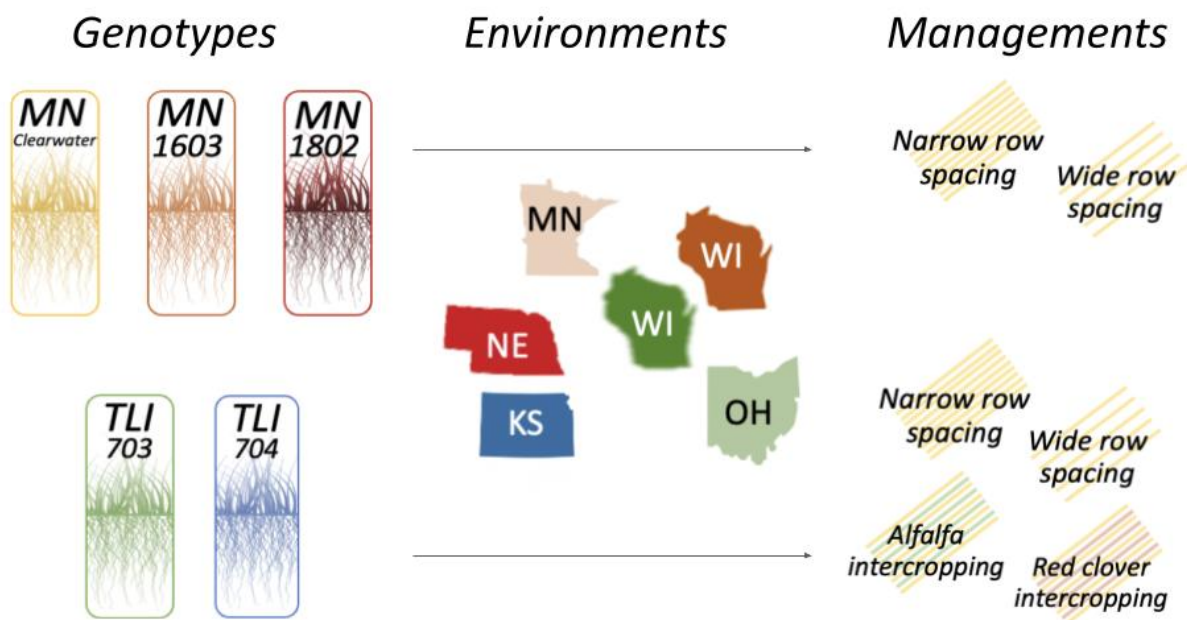 Genotypes
Environments
Managements
MN
Clearwater
MN
1603
MN
1802
MN
WI
WI
NE
KS
OH
Narrow row
spacing
Wide row
spacing
TLI
703
TLI
704
Narrow row
spacing
Wide row
spacing
Alfalfa
intercropping
Red clover
intercropping